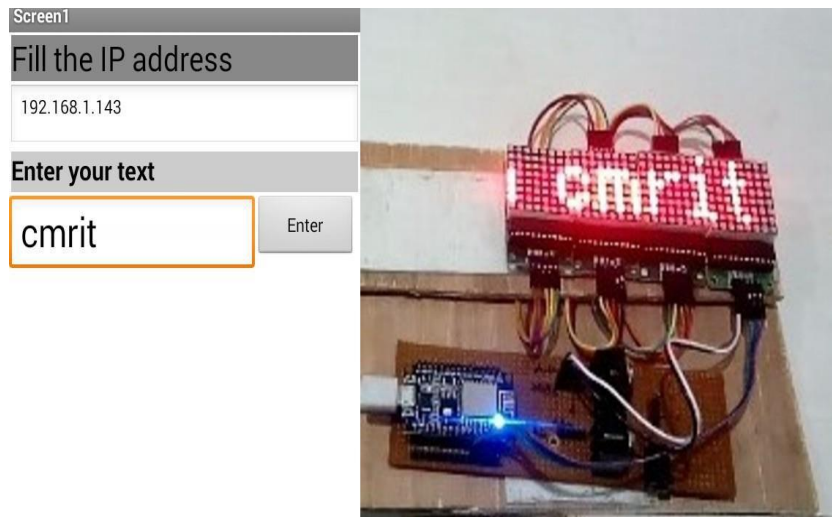 Screen1
Fill the IP address
192.168.1.143
Enter your text
cmrit
Enter
cmrit